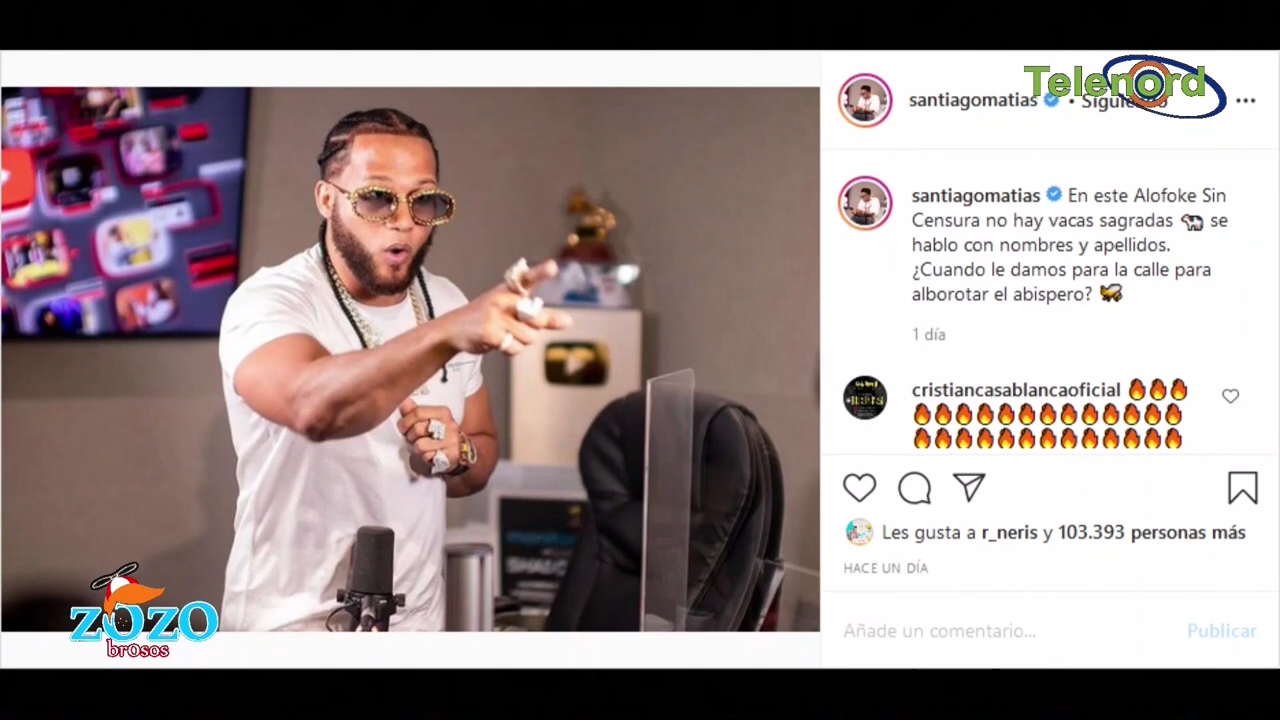 Telenord
santiagomatias • Siguiendo
santiagomatias En este Alofoke Sin
Censura no hay vacas sagradas 🐄 se
hablo con nombres y apellidos.
¿Cuando le damos para la calle para
alborotar el abispero? 🐝
1 día
cristiancasablancaoficial 🔥🔥🔥
🔥🔥🔥🔥🔥🔥🔥🔥🔥🔥🔥🔥🔥
🔥🔥🔥🔥🔥🔥🔥🔥🔥🔥🔥🔥🔥
Les gusta a r_neris y 103.393 personas más
HACE UN DÍA
Añade un comentario... Publicar
zozo
brosos